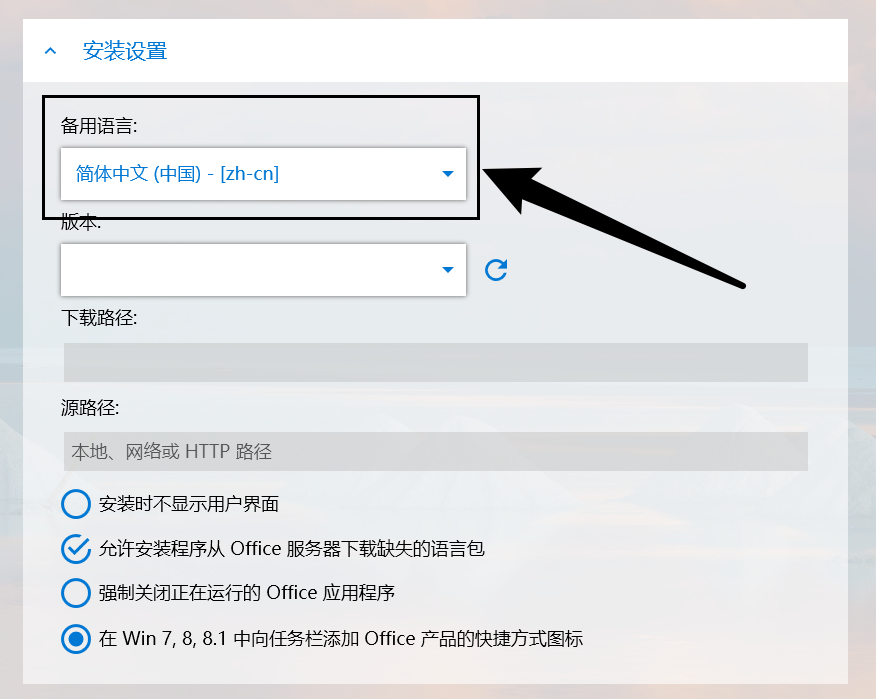 安装设置
备用语言:
简体中文 (中国) - [zh-cn]
版本:
下载路径:
源路径:
本地、网络或 HTTP 路径
安装时不显示用户界面
允许安装程序从 Office 服务器下载缺失的语言包
强制关闭正在运行的 Office 应用程序
在 Win 7, 8, 8.1 中向任务栏添加 Office 产品的快捷方式图标